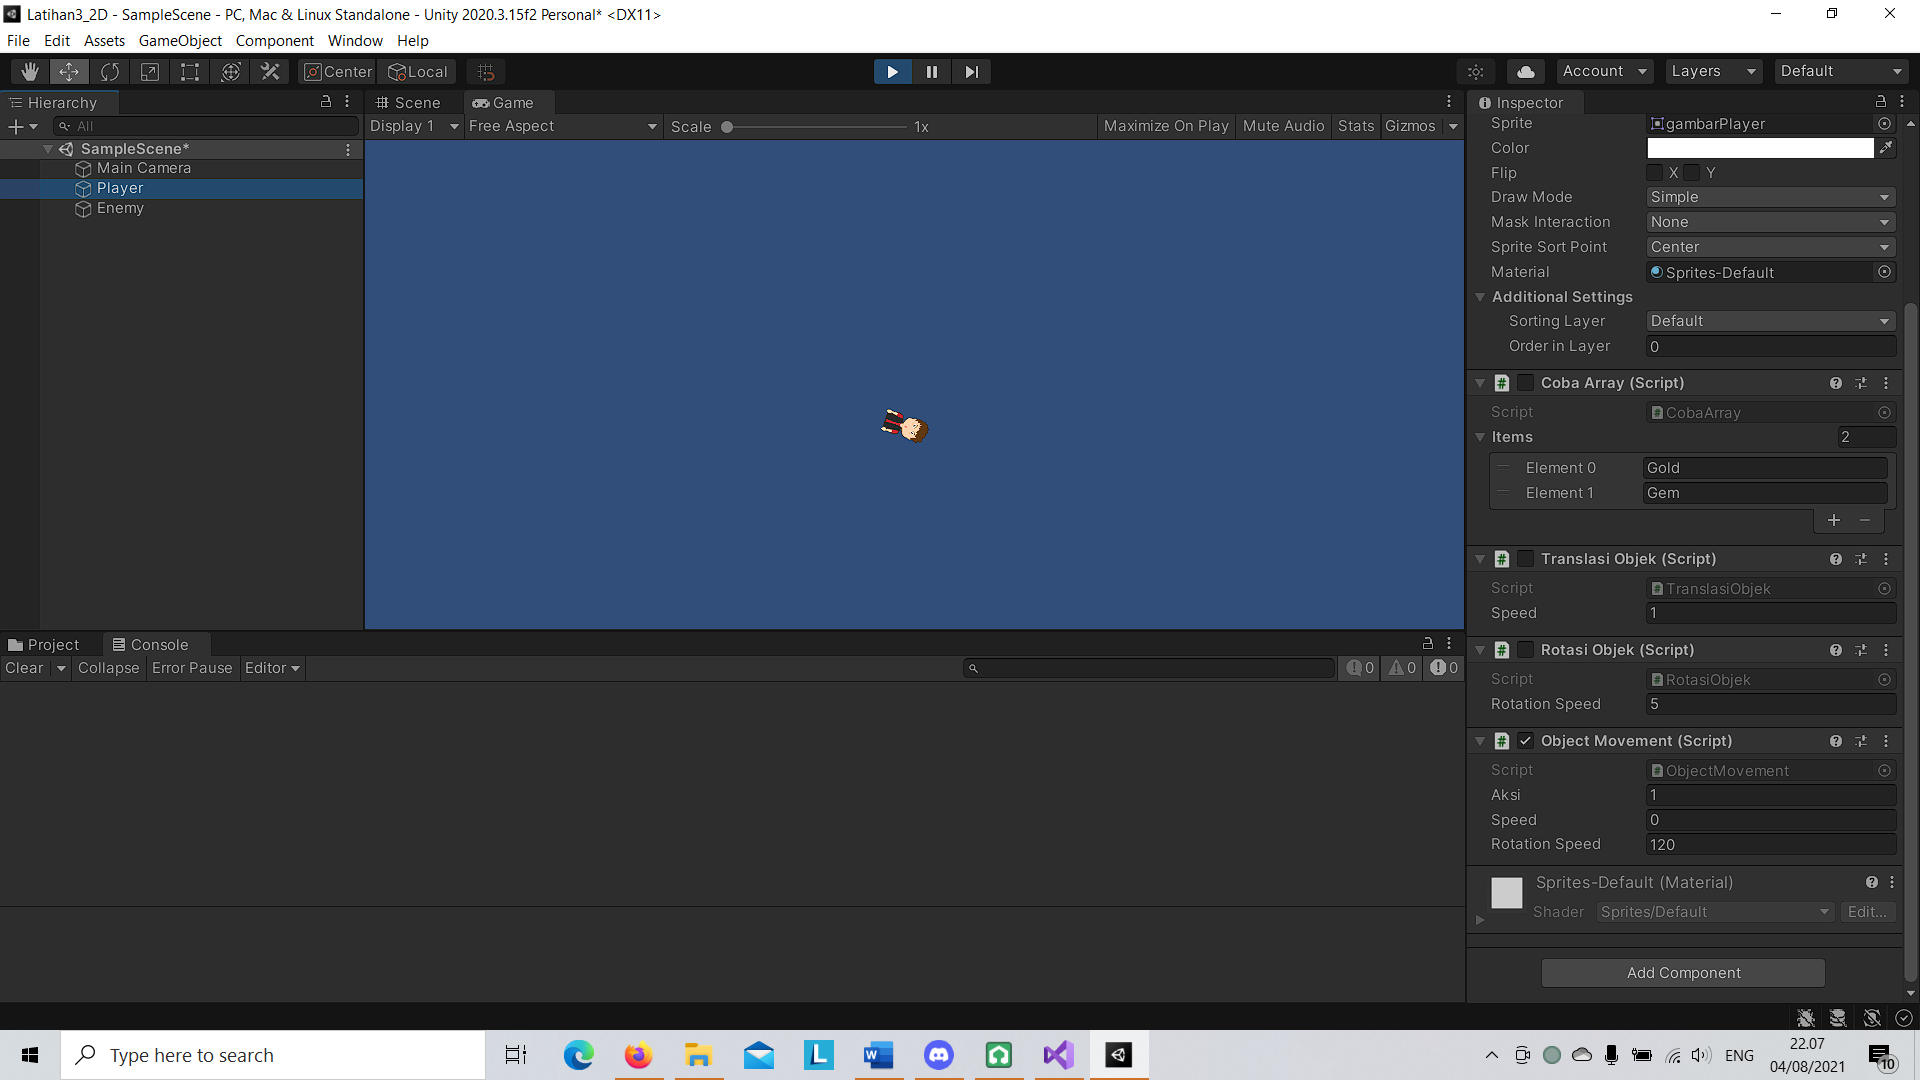 Latihan3_2D - SampleScene - PC, Mac & Linux Standalone - Unity 2020.3.15f2 Personal* <DX11>
File Edit Assets GameObject Component Window Help
Center Local Account Layers Default
Hierarchy
All
SampleScene*
Main Camera
Player
Enemy
Scene Game
Display 1 Free Aspect Scale 1x Maximize On Play Mute Audio Stats Gizmos
Project Console
Clear Collapse Error Pause Editor 0 0 0
Inspector
Sprite gambarPlayer
Color
Flip X Y
Draw Mode Simple
Mask Interaction None
Sprite Sort Point Center
Material Sprites-Default
Additional Settings
Sorting Layer Default
Order in Layer 0
Coba Array (Script)
Script CobaArray
Items 2
Element 0 Gold
Element 1 Gem
Translasi Objek (Script)
Script TranslasiObjek
Speed 1
Rotasi Objek (Script)
Script RotasiObjek
Rotation Speed 5
Object Movement (Script)
Script ObjectMovement
Aksi 1
Speed 0
Rotation Speed 120
Sprites-Default (Material)
Shader Sprites/Default Edit...
Add Component
Type here to search
ENG
22.07
04/08/2021
10